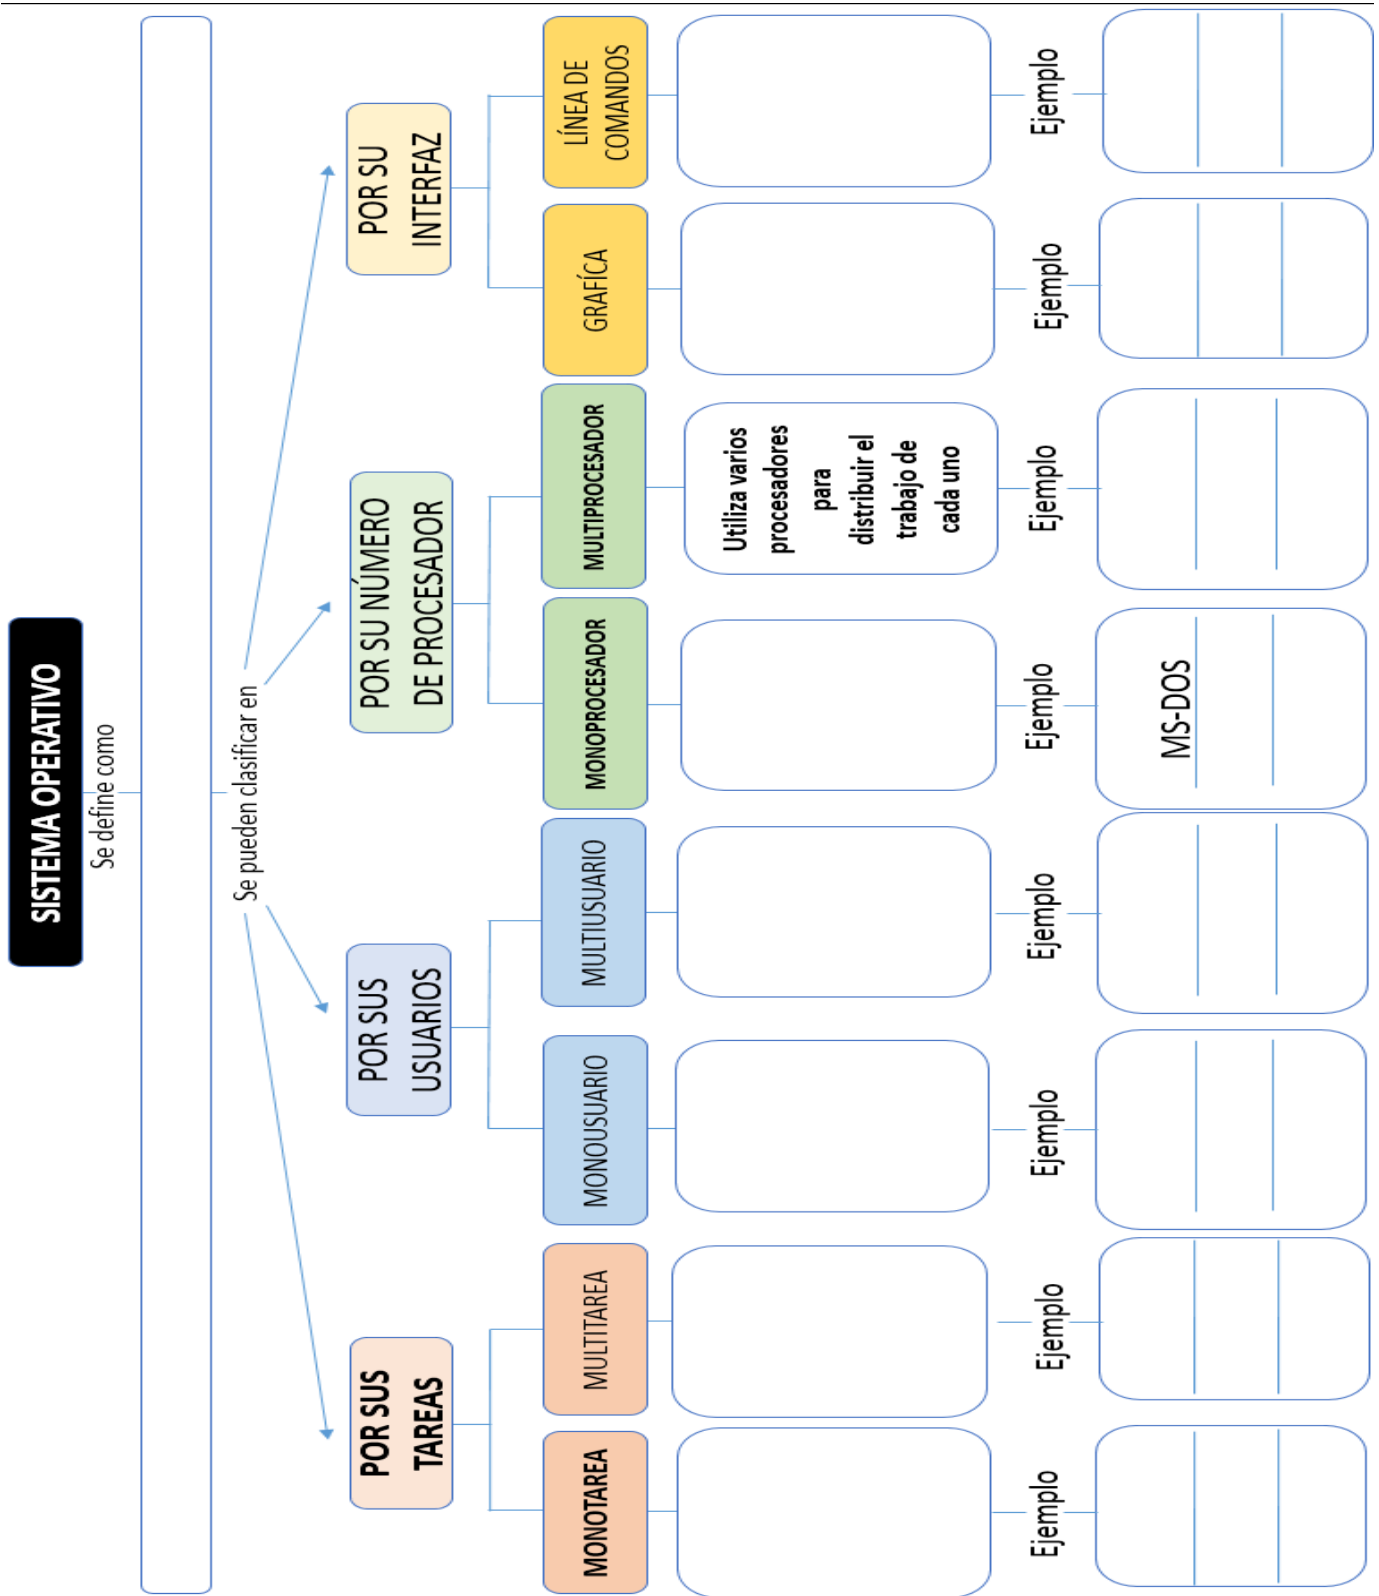 SISTEMA OPERATIVO
Se define como
Se pueden clasificar en
POR SUS
TAREAS
POR SUS
USUARIOS
POR SU NÚMERO
DE PROCESADOR
POR SU
INTERFAZ
MONOTAREA
MULTITAREA
MONOUSUARIO
MULTIUSUARIO
MONOPROCESADOR
MULTIPROCESADOR
GRAFÍCA
LÍNEA DE
COMANDOS
Utiliza varios
procesadores
para
distribuir el
trabajo de
cada uno
Ejemplo
Ejemplo
Ejemplo
Ejemplo
Ejemplo
Ejemplo
Ejemplo
Ejemplo
MS-DOS